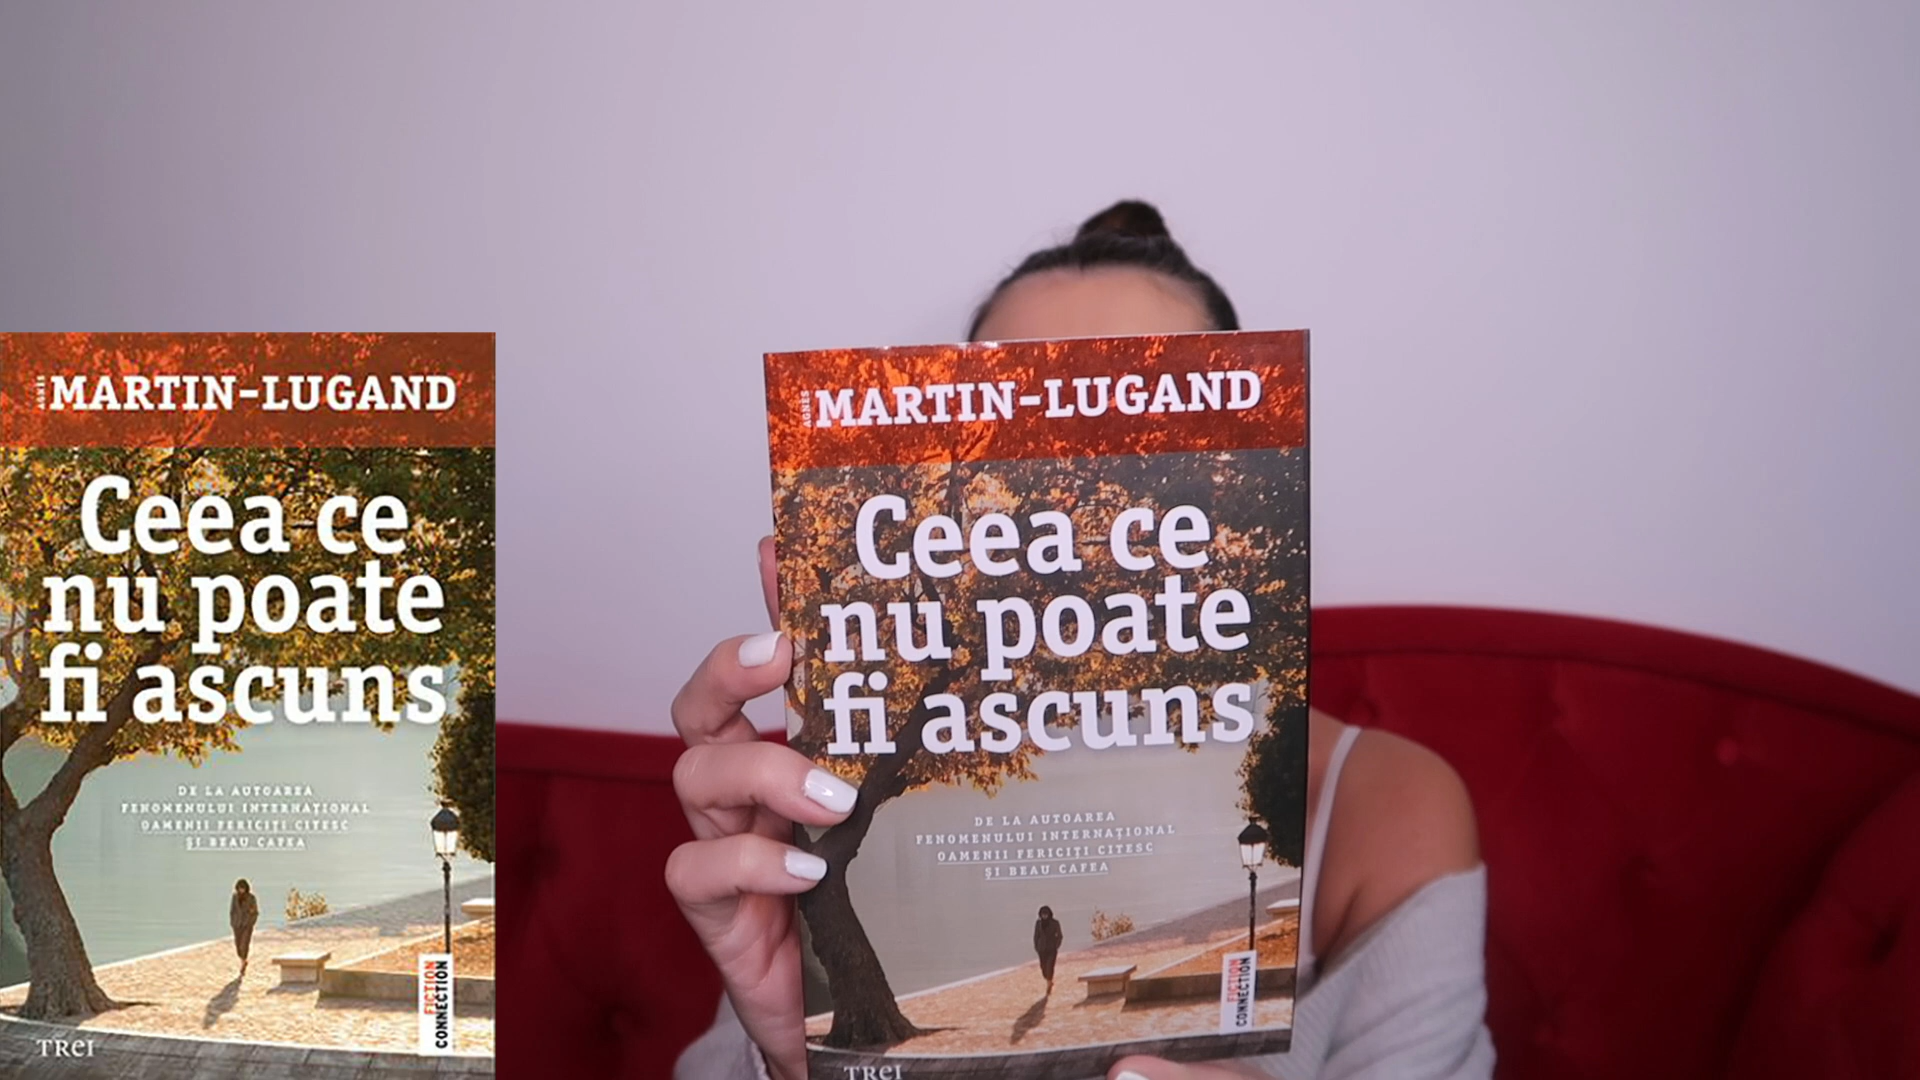 AGNÈS
MARTIN-LUGAND
Ceea ce
nu poate
fi ascuns
DE LA AUTOAREA
FENOMENULUI INTERNAȚIONAL
OAMENII FERICIȚI CITESC
ȘI BEAU CAFEA
FICTION
CONNECTION
TREI
AGNÈS
MARTIN-LUGAND
Ceea ce
nu poate
fi ascuns
DE LA AUTOAREA
FENOMENULUI INTERNAȚIONAL
OAMENII FERICIȚI CITESC
ȘI BEAU CAFEA
FICTION
CONNECTION
TREI